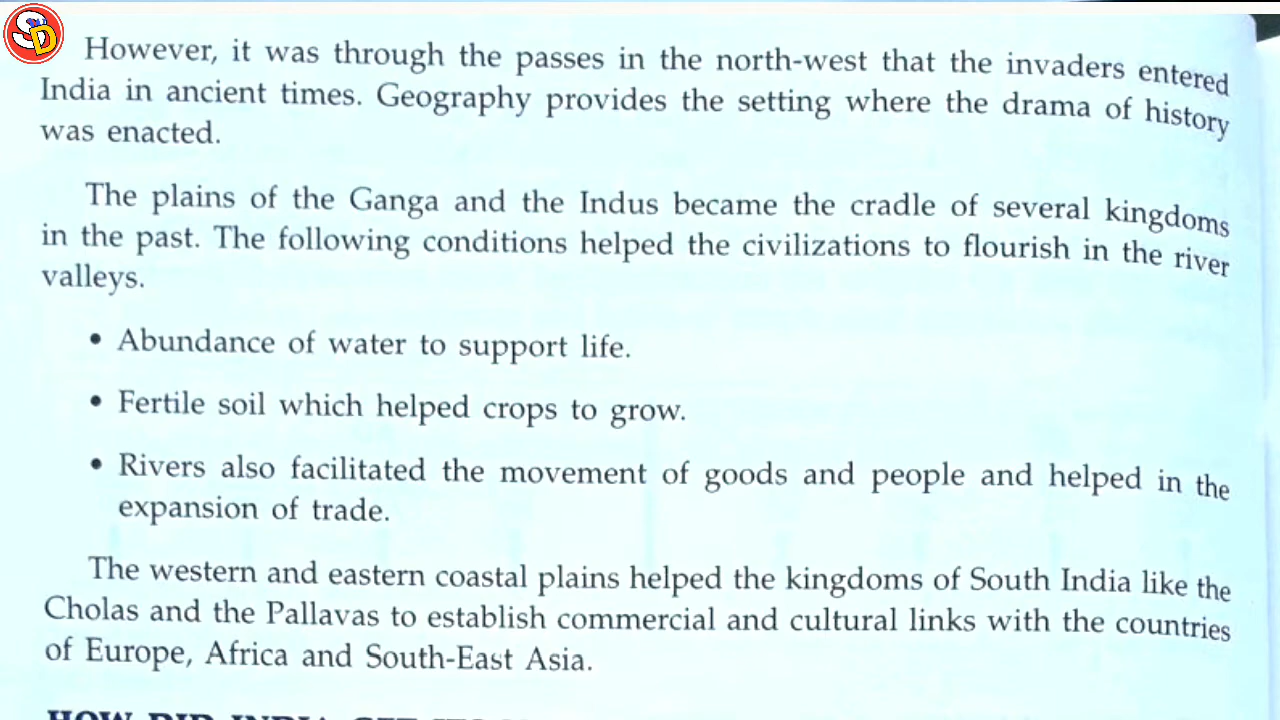 SD
However, it was through the passes in the north-west that the invaders entered
India in ancient times. Geography provides the setting where the drama of history
was enacted.
The plains of the Ganga and the Indus became the cradle of several kingdoms
in the past. The following conditions helped the civilizations to flourish in the river
valleys.
• Abundance of water to support life.
• Fertile soil which helped crops to grow.
• Rivers also facilitated the movement of goods and people and helped in the
expansion of trade.
The western and eastern coastal plains helped the kingdoms of South India like the
Cholas and the Pallavas to establish commercial and cultural links with the countries
of Europe, Africa and South-East Asia.
HOW DID INDIA GET ITS